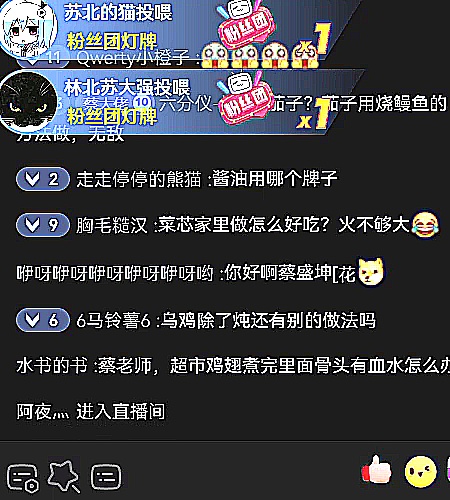 苏北的猫投喂
粉丝团灯牌
粉丝团
x1
11 Qwerty小橙子 :
林北苏大强投喂
粉丝团灯牌
粉丝团
x1
蔡大佬 10 六分仪 茄子？茄子用烧鳗鱼的
方法做，无敌
2 走走停停的熊猫 :酱油用哪个牌子
9 胸毛糙汉 :菜芯家里做怎么好吃？火不够大😂
咿呀咿呀咿呀咿呀咿呀哟 :你好啊蔡盛坤[花
6 6马铃薯6 :乌鸡除了炖还有别的做法吗
水书的书 :蔡老师，超市鸡翅煮完里面骨头有血水怎么办
阿夜灬 进入直播间